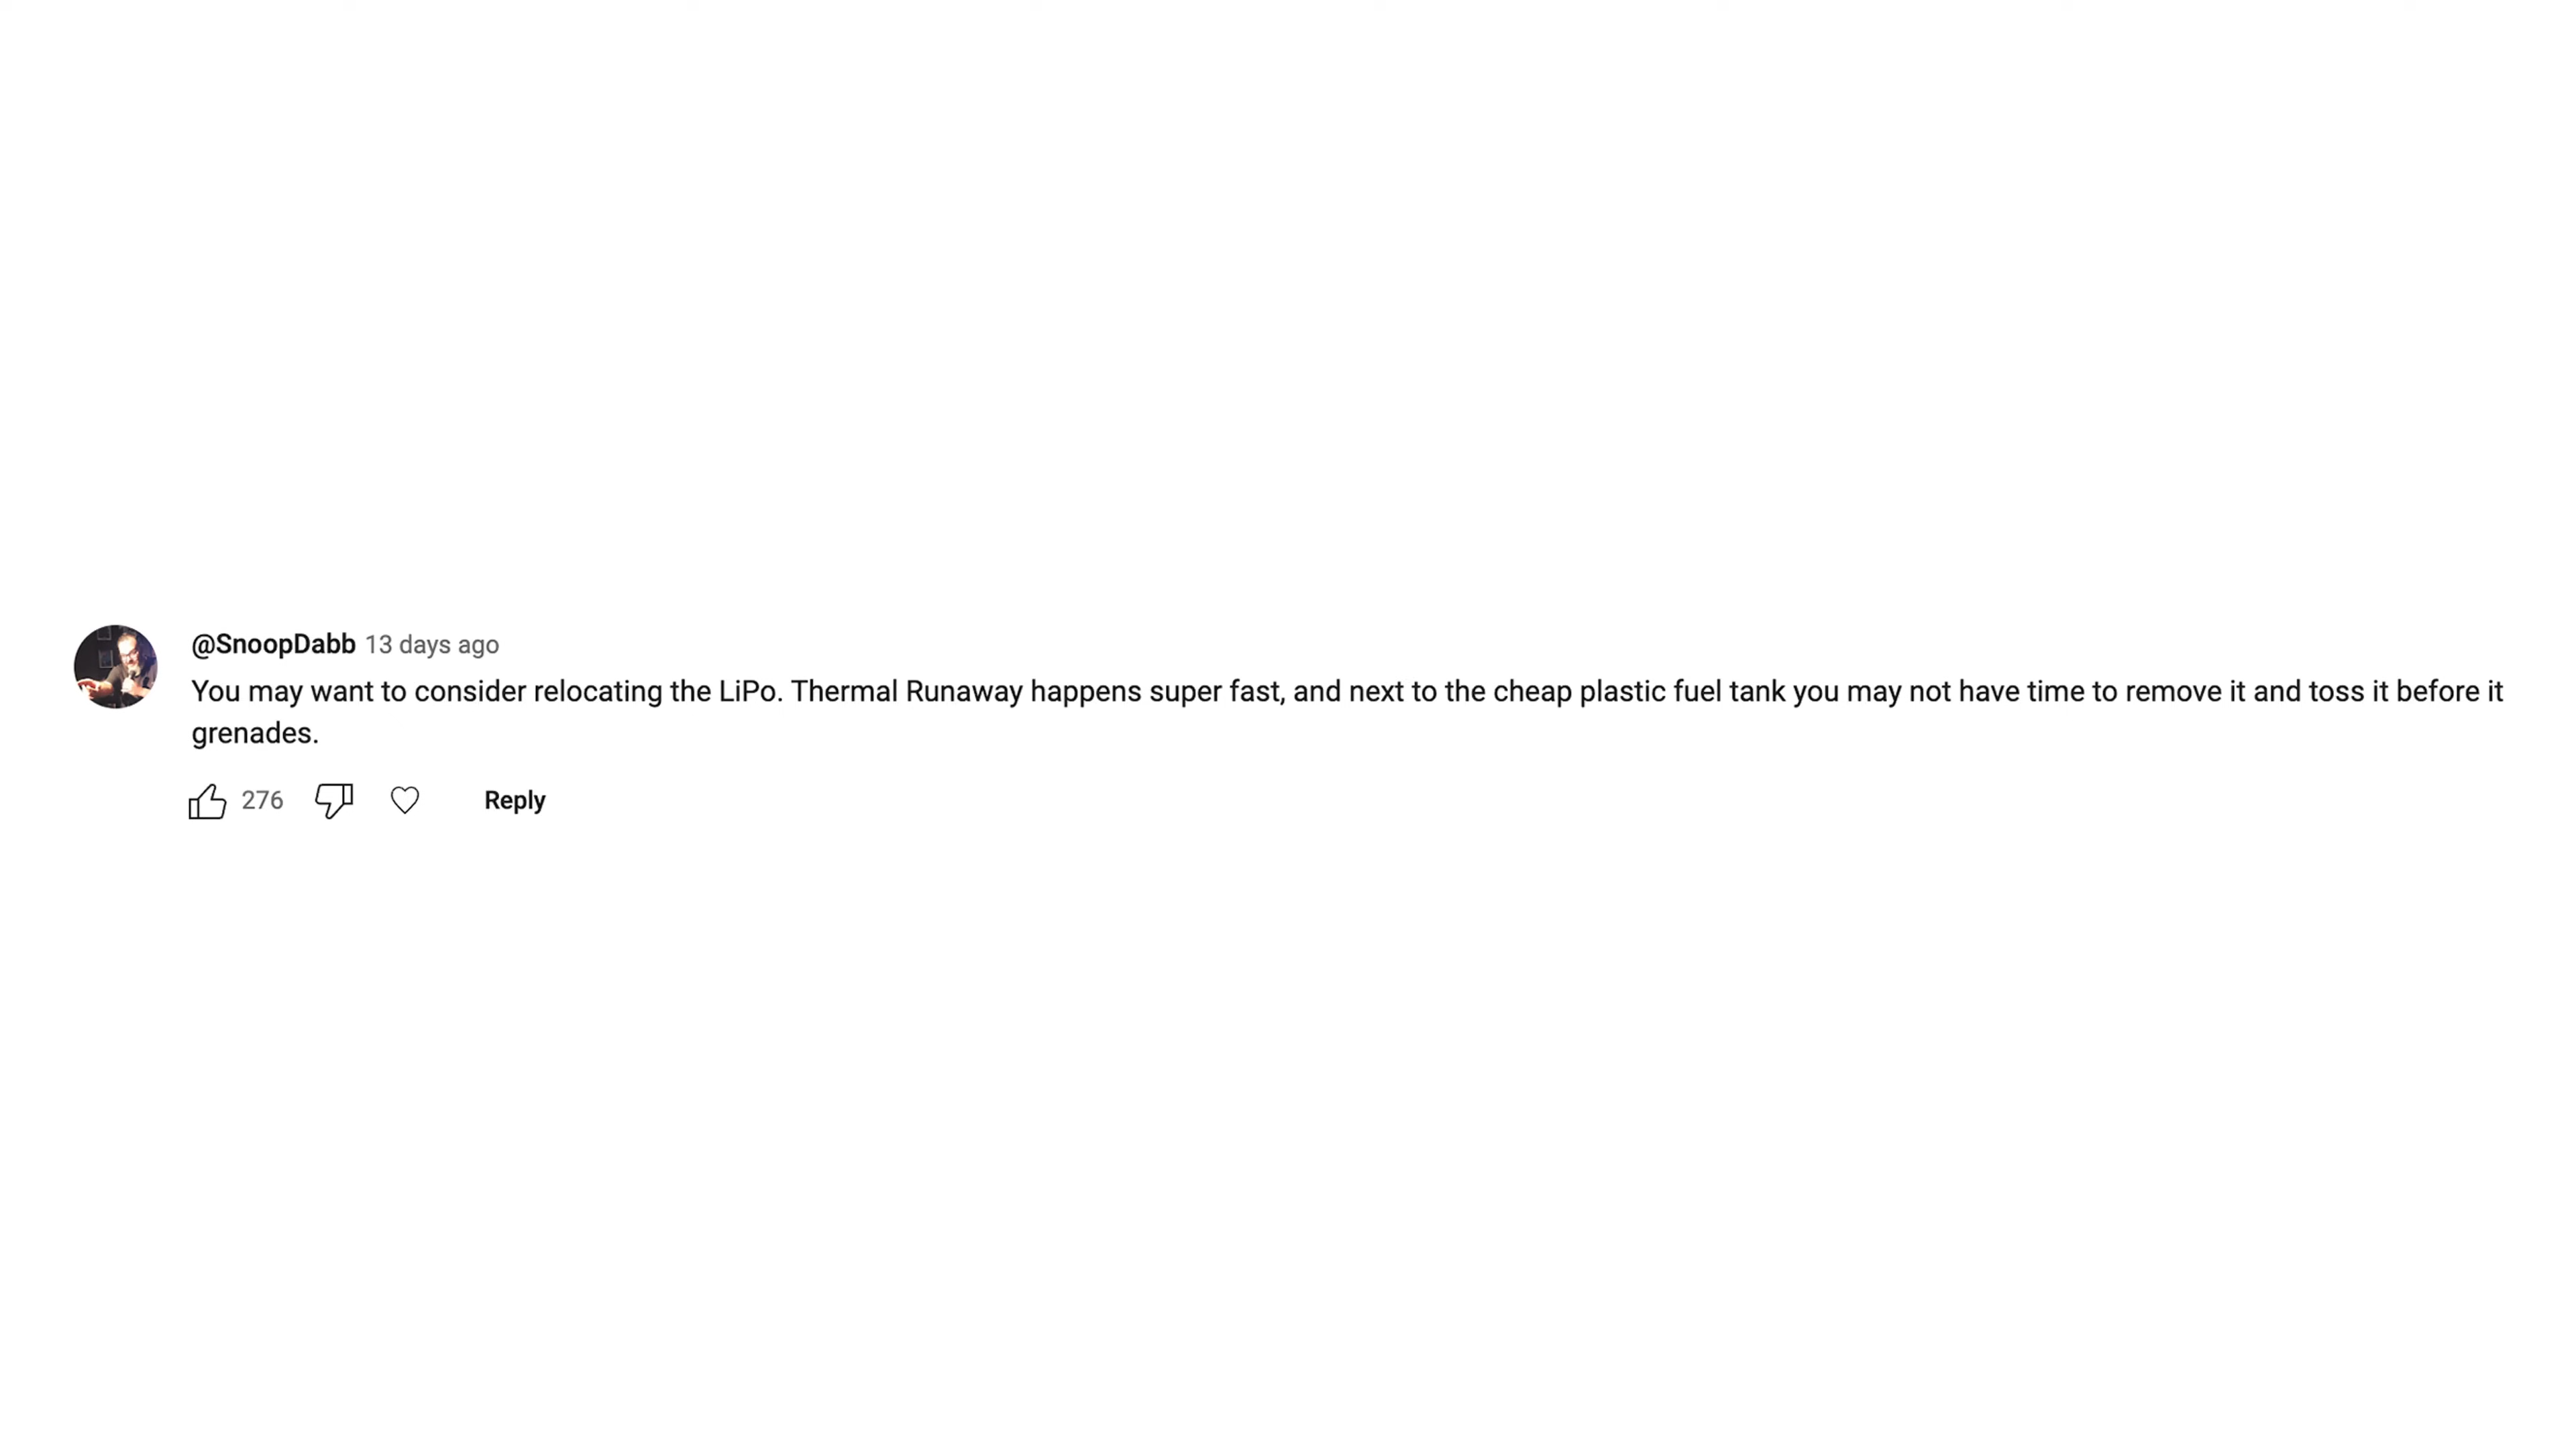 @SnoopDabb 13 days ago
You may want to consider relocating the LiPo. Thermal Runaway happens super fast, and next to the cheap plastic fuel tank you may not have time to remove it and toss it before it
grenades.
276 Reply